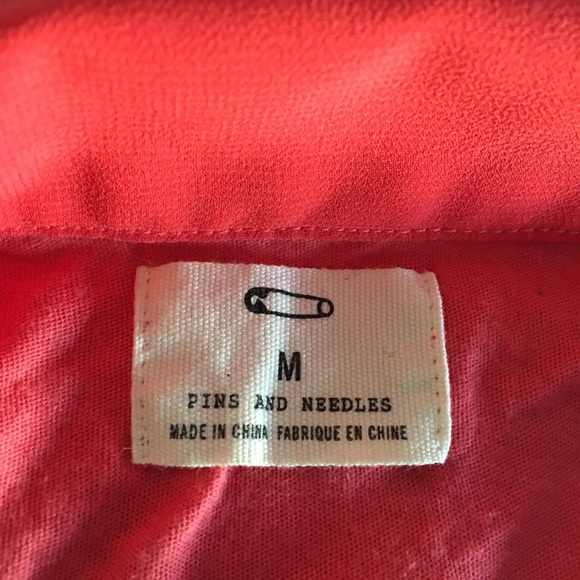 M
PINS AND NEEDLES
MADE IN CHINA FABRIQUE EN CHINE